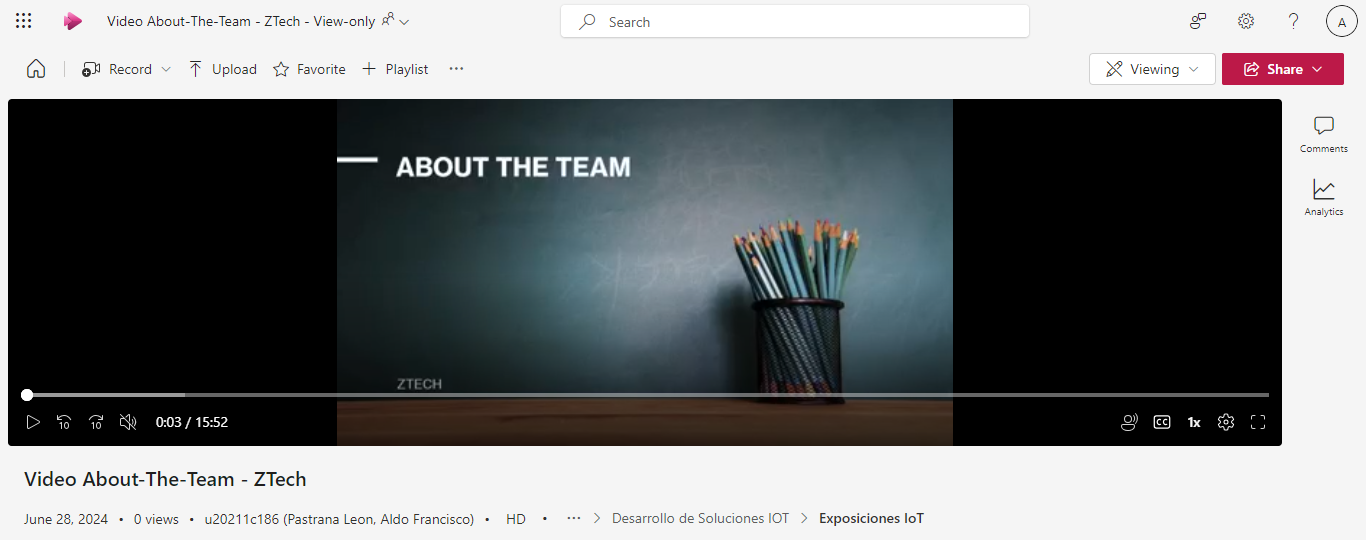 Video About-The-Team - ZTech - View-only
Search
A
Record
Upload
Favorite
Playlist
Viewing
Share
ABOUT THE TEAM
ZTECH
Comments
Analytics
10
10
0:03 / 15:52
CC
1x
Video About-The-Team - ZTech
June 28, 2024 • 0 views • u20211c186 (Pastrana Leon, Aldo Francisco) • HD • ··· > Desarrollo de Soluciones IOT > Exposiciones IoT